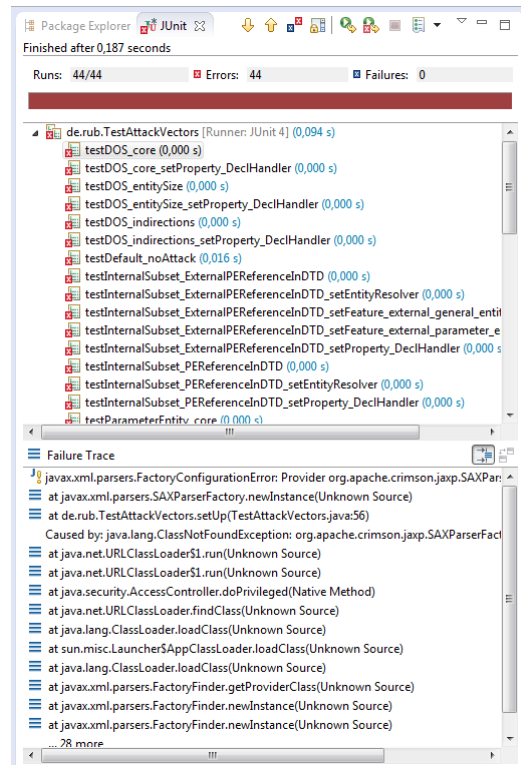 Package Explorer JUnit
Finished after 0,187 seconds
Runs: 44/44 Errors: 44 Failures: 0
de.rub.TestAttackVectors [Runner: JUnit 4] (0,094 s)
testDOS_core (0,000 s)
testDOS_core_setProperty_DeclHandler (0,000 s)
testDOS_entitySize (0,000 s)
testDOS_entitySize_setProperty_DeclHandler (0,000 s)
testDOS_indirections (0,000 s)
testDOS_indirections_setProperty_DeclHandler (0,000 s)
testDefault_noAttack (0,016 s)
testInternalSubset_ExternalPEReferenceInDTD (0,000 s)
testInternalSubset_ExternalPEReferenceInDTD_setEntityResolver (0,000 s)
testInternalSubset_ExternalPEReferenceInDTD_setFeature_external_general_entit
testInternalSubset_ExternalPEReferenceInDTD_setFeature_external_parameter_e
testInternalSubset_ExternalPEReferenceInDTD_setProperty_DeclHandler (0,000 s
testInternalSubset_PEReferenceInDTD (0,000 s)
testInternalSubset_PEReferenceInDTD_setEntityResolver (0,000 s)
testInternalSubset_PEReferenceInDTD_setProperty_DeclHandler (0,000 s)
testParameterEntity_core (0,000 s)
Failure Trace
javax.xml.parsers.FactoryConfigurationError: Provider org.apache.crimson.jaxp.SAXPars
at javax.xml.parsers.SAXParserFactory.newInstance(Unknown Source)
at de.rub.TestAttackVectors.setUp(TestAttackVectors.java:56)
Caused by: java.lang.ClassNotFoundException: org.apache.crimson.jaxp.SAXParserFact
at java.net.URLClassLoader$1.run(Unknown Source)
at java.net.URLClassLoader$1.run(Unknown Source)
at java.security.AccessController.doPrivileged(Native Method)
at java.net.URLClassLoader.findClass(Unknown Source)
at java.lang.ClassLoader.loadClass(Unknown Source)
at sun.misc.Launcher$AppClassLoader.loadClass(Unknown Source)
at java.lang.ClassLoader.loadClass(Unknown Source)
at javax.xml.parsers.FactoryFinder.getProviderClass(Unknown Source)
at javax.xml.parsers.FactoryFinder.newInstance(Unknown Source)
at javax.xml.parsers.FactoryFinder.newInstance(Unknown Source)
... 28 more